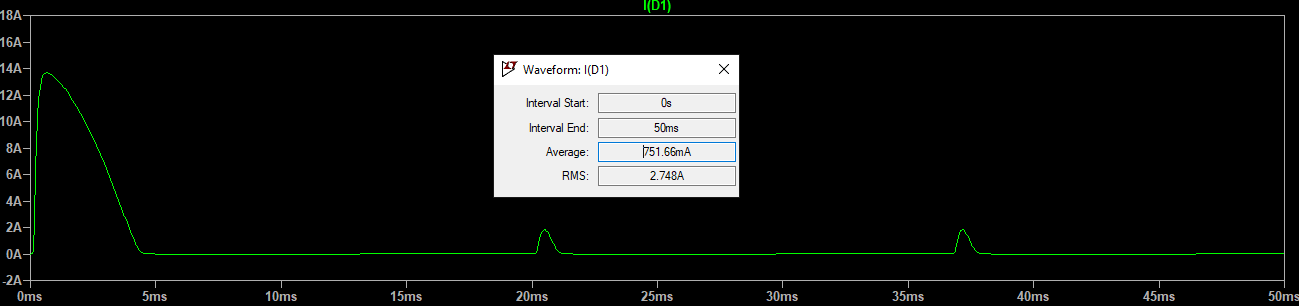 I(D1)
18A
16A
14A
12A
10A
8A
6A
4A
2A
0A
-2A
Waveform: I(D1)
Interval Start: 0s
Interval End: 50ms
Average: 751.66mA
RMS: 2.748A
0ms 5ms 10ms 15ms 20ms 25ms 30ms 35ms 40ms 45ms 50ms